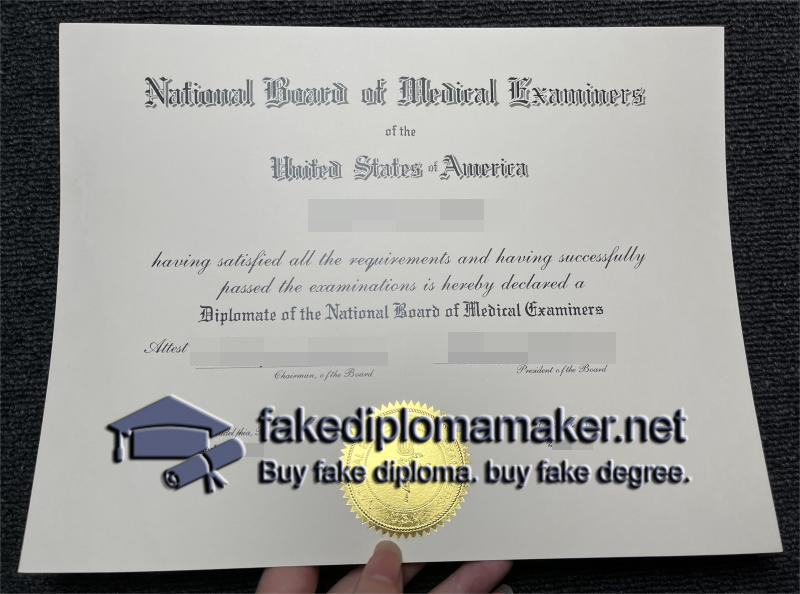 National Board of Medical Examiners
of the
United States of America
having satisfied all the requirements and having successfully
passed the examinations is hereby declared a
Diplomate of the National Board of Medical Examiners
Attest
Chairman, of the Board
President of the Board
fakediplomamaker.net
Buy fake diploma. buy fake degree.